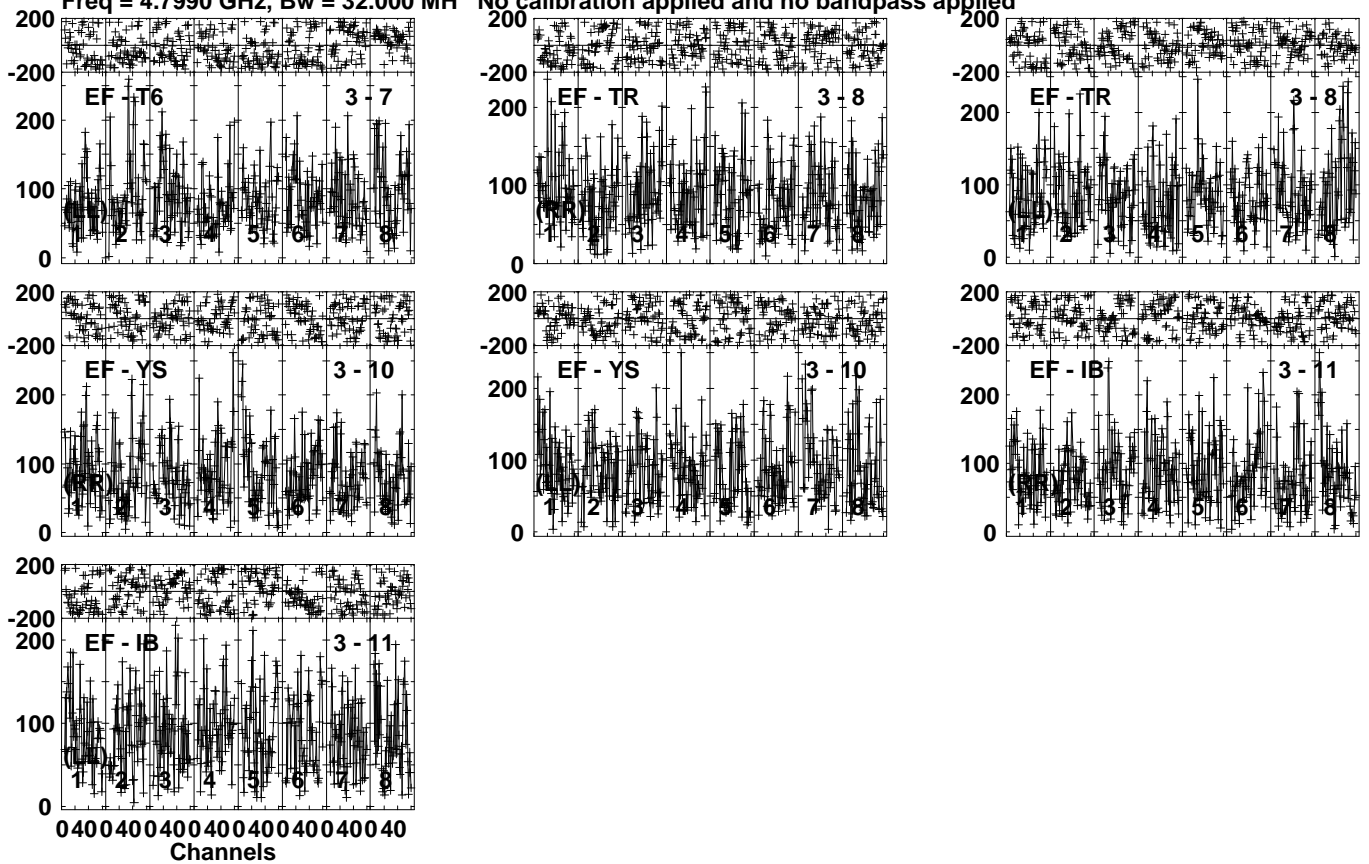 Freq = 4.7990 GHz, Bw = 32.000 MH No calibration applied and no bandpass applied
200
-200
EF - T6 3 - 7
200
100
0
(LL)
1 2 3 4 5 6 7 8
200
-200
EF - TR 3 - 8
200
100
0
(RR)
1 2 3 4 5 6 7 8
200
-200
EF - TR 3 - 8
200
100
0
(LL)
1 2 3 4 5 6 7 8
200
-200
EF - YS 3 - 10
200
100
0
(RR)
1 2 3 4 5 6 7 8
200
-200
EF - YS 3 - 10
200
100
0
(LL)
1 2 3 4 5 6 7 8
200
-200
EF - IB 3 - 11
200
100
0
(RR)
1 2 3 4 5 6 7 8
200
-200
EF - IB 3 - 11
200
100
0
(LL)
1 2 3 4 5 6 7 8
0 40 0 40 0 40 0 40 0 40 0 40 0 40 0 40
Channels